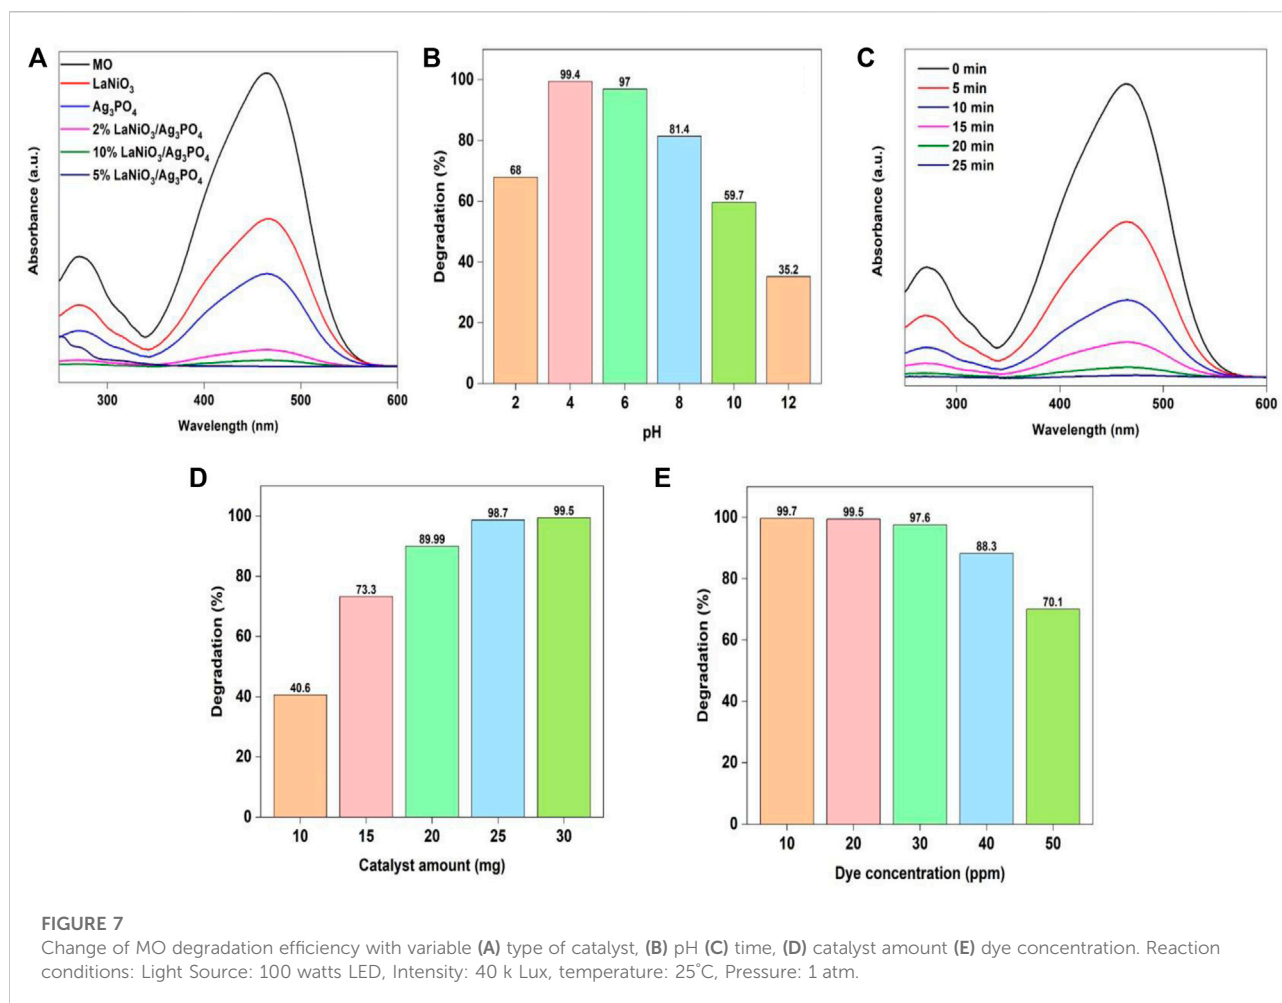 A
MO
LaNiO₃
Ag₃PO₄
2% LaNiO₃/Ag₃PO₄
10% LaNiO₃/Ag₃PO₄
5% LaNiO₃/Ag₃PO₄
Absorbance (a.u.)
300 400 500 600
Wavelength (nm)
B
Degradation (%)
100
80
60
40
20
0
68
99.4
97
81.4
59.7
35.2
2 4 6 8 10 12
pH
C
0 min
5 min
10 min
15 min
20 min
25 min
Absorbance (a.u.)
300 400 500 600
Wavelength (nm)
D
Degradation (%)
100
80
60
40
20
0
40.6
73.3
89.99
98.7
99.5
10 15 20 25 30
Catalyst amount (mg)
E
Degradation (%)
100
80
60
40
20
0
99.7
99.5
97.6
88.3
70.1
10 20 30 40 50
Dye concentration (ppm)
FIGURE 7
Change of MO degradation efficiency with variable (A) type of catalyst, (B) pH (C) time, (D) catalyst amount (E) dye concentration. Reaction
conditions: Light Source: 100 watts LED, Intensity: 40 k Lux, temperature: 25°C, Pressure: 1 atm.